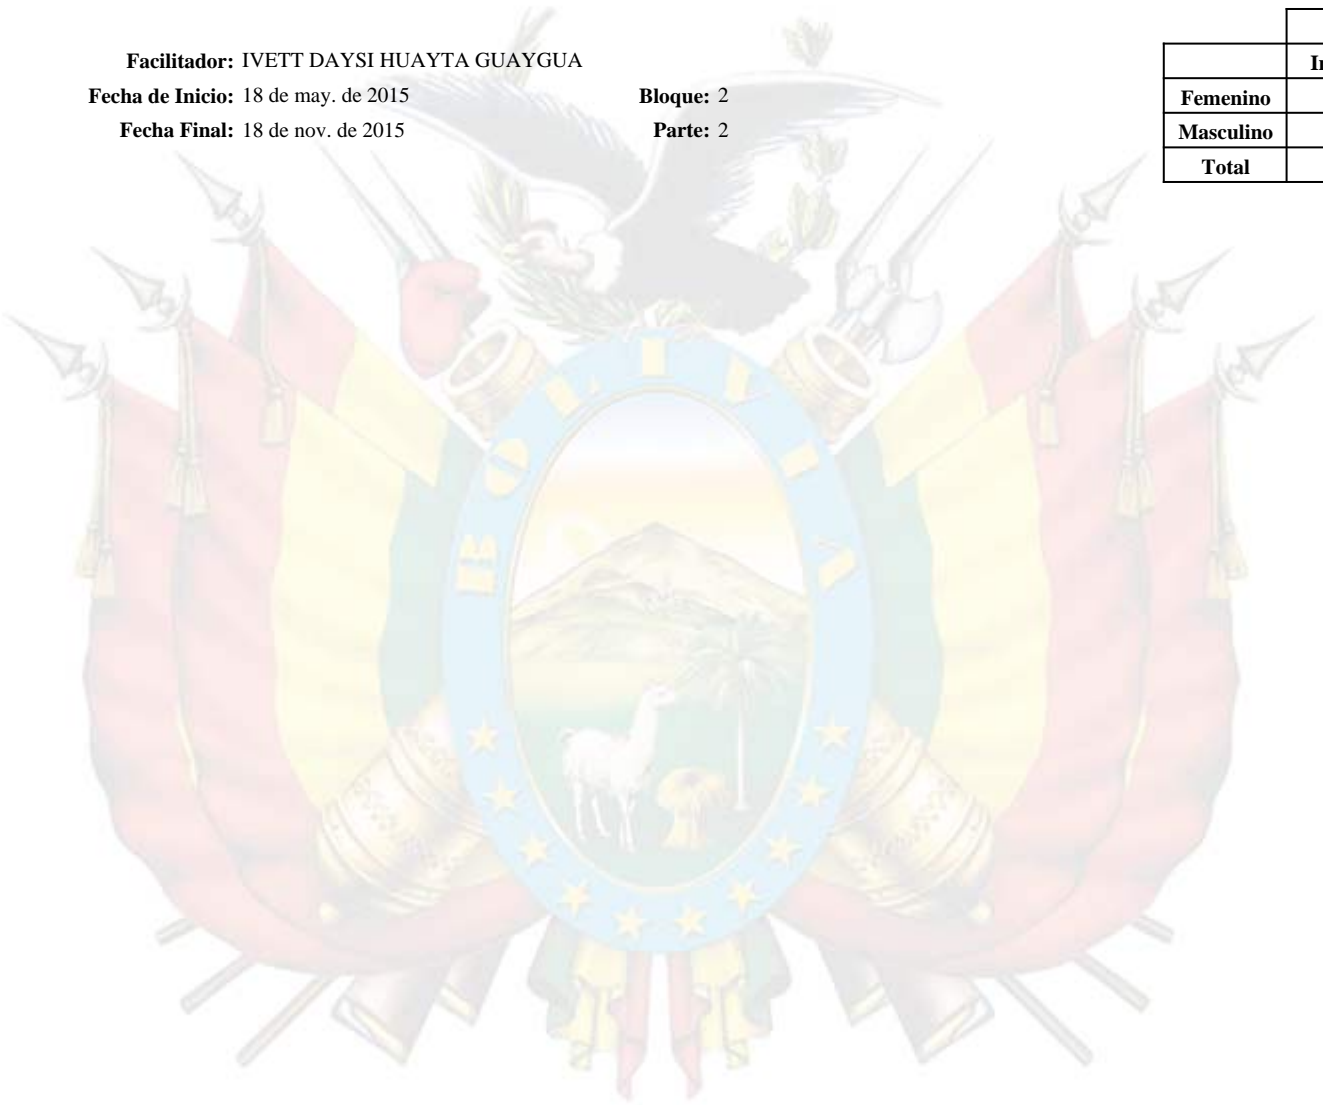 Facilitador: IVETT DAYSI HUAYTA GUAYGUA
Fecha de Inicio: 18 de may. de 2015 Bloque: 2
Fecha Final: 18 de nov. de 2015 Parte: 2
Femenino
Masculino
Total
BOLIVIA